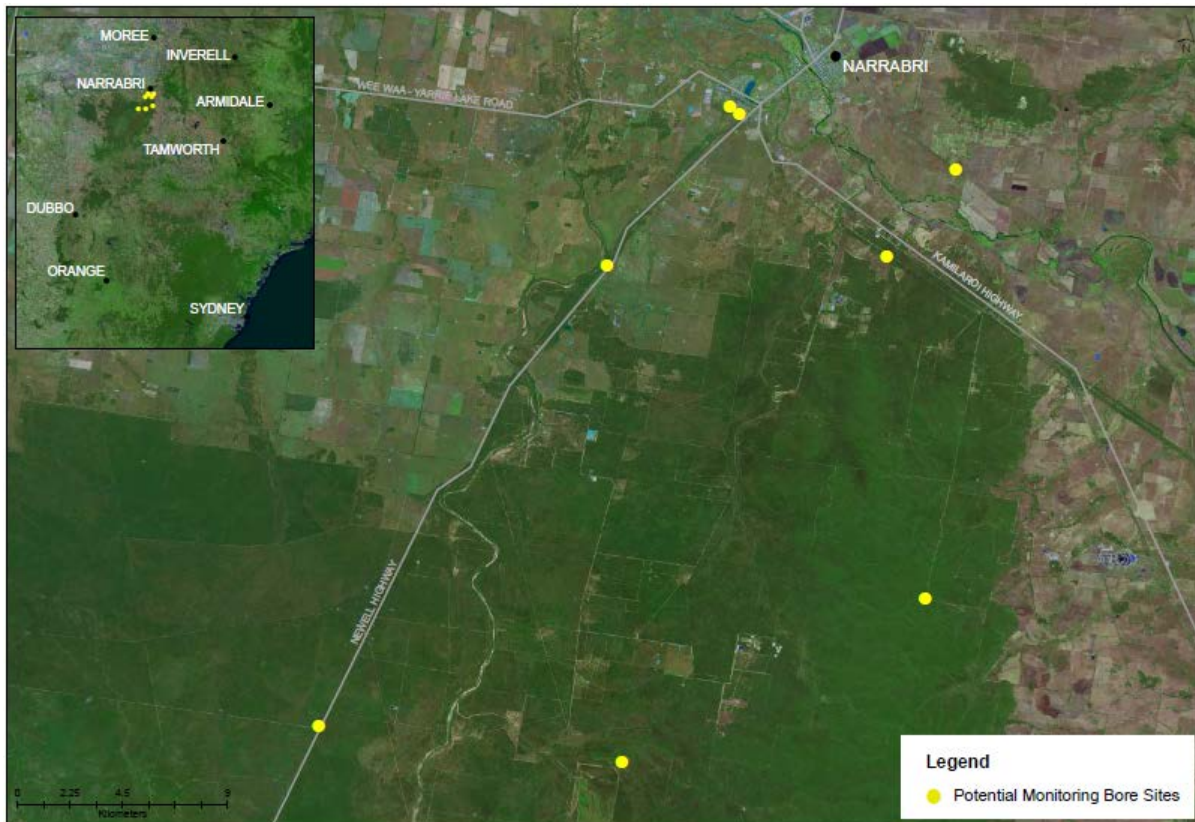 MOREE
INVERELL
NARRABRI
ARMIDALE
TAMWORTH
DUBBO
ORANGE
SYDNEY
NARRABRI
WEE WAA - YARRIE LAKE ROAD
KAMILAROI HIGHWAY
NEWELL HIGHWAY
0 2.25 4.5 9
Kilometers
Legend
Potential Monitoring Bore Sites
N